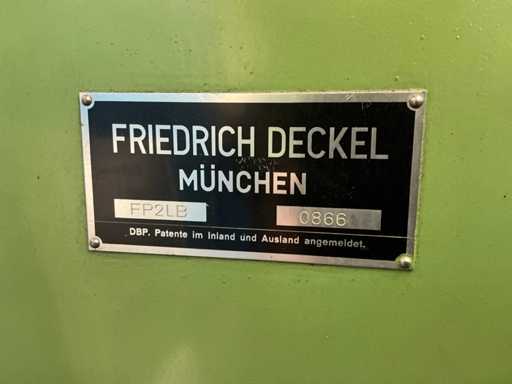 FRIEDRICH DECKEL
MÜNCHEN
FP2LB 0866
DBP. Patente im Inland und Ausland angemeldet.